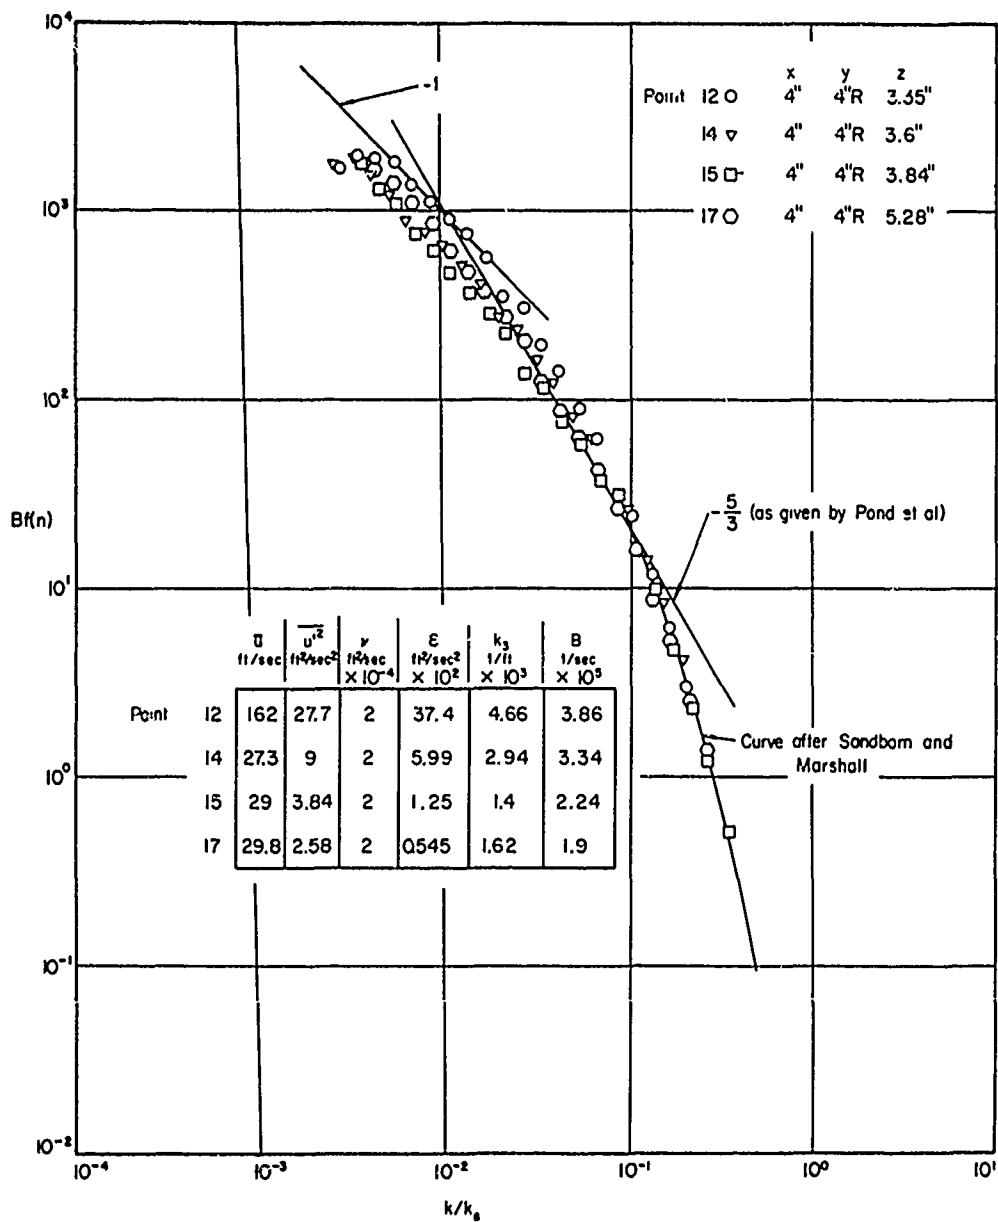 10⁴
-1
x y z
Point 12 4" 4"R 3.35"
14 4" 4"R 3.6"
15 4" 4"R 3.84"
17 4" 4"R 5.28"
10³
10²
Bf(n)
-5/3 (as given by Pond et al)
10¹
ū u'² ν ε k₃ B
ft/sec ft²/sec² ft²/sec ft²/sec² 1/ft 1/sec
× 10⁻⁴ × 10² × 10³ × 10⁵
Point 12 162 27.7 2 37.4 4.66 3.86
14 27.3 9 2 5.99 2.94 3.34
15 29 3.84 2 1.25 1.4 2.24
17 29.8 2.58 2 0.545 1.62 1.9
Curve after Sandborn and
Marshall
10⁰
10⁻¹
10⁻²
10⁻⁴ 10⁻³ 10⁻² 10⁻¹ 10⁰ 10¹
k/kₛ